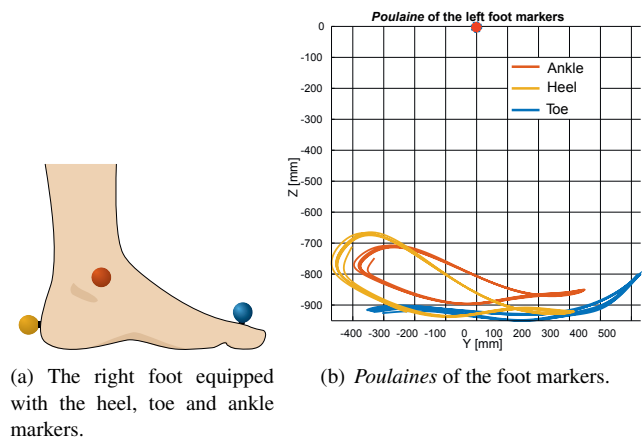 Poulaine of the left foot markers
0
-100
-200
-300
-400
-500
-600
-700
-800
-900
Z [mm]
Ankle
Heel
Toe
-400 -300 -200 -100 0 100 200 300 400 500
Y [mm]
(a) The right foot equipped
with the heel, toe and ankle
markers.
(b) Poulaines of the foot markers.